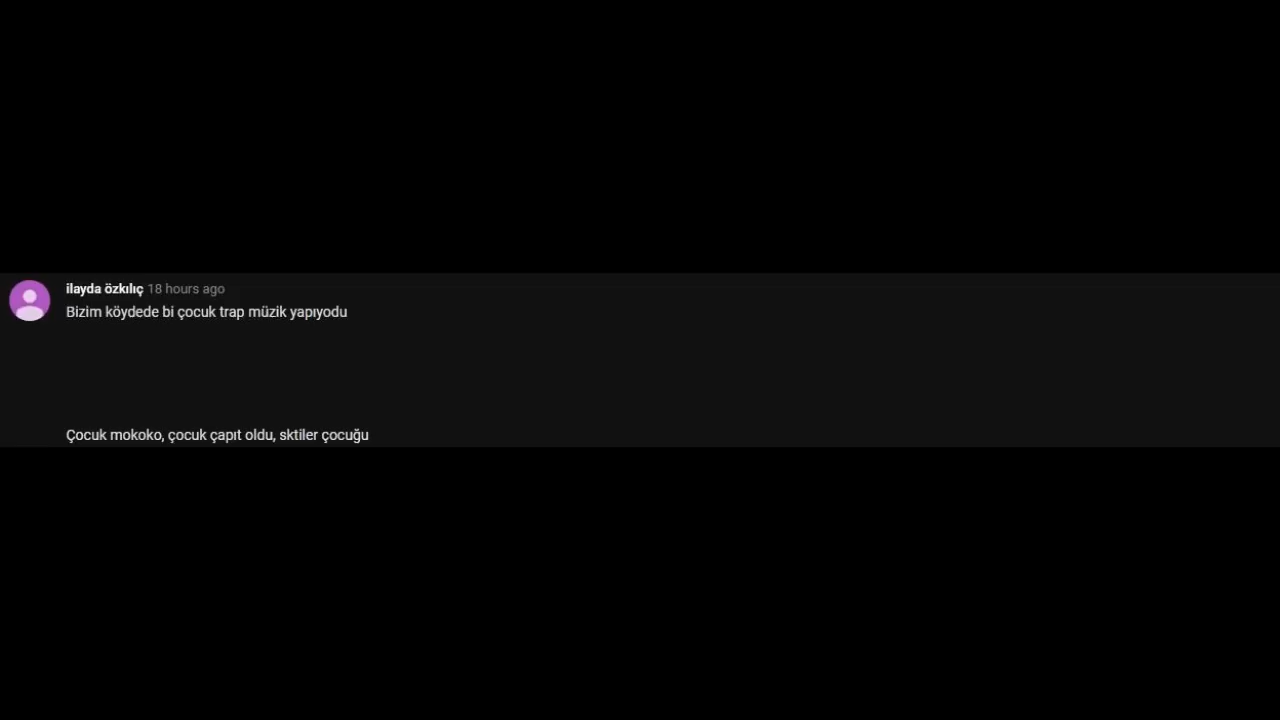 ilayda özkılıç 18 hours ago
Bizim köydede bi çocuk trap müzik yapıyodu
Çocuk mokoko, çocuk çapıt oldu, sktiler çocuğu